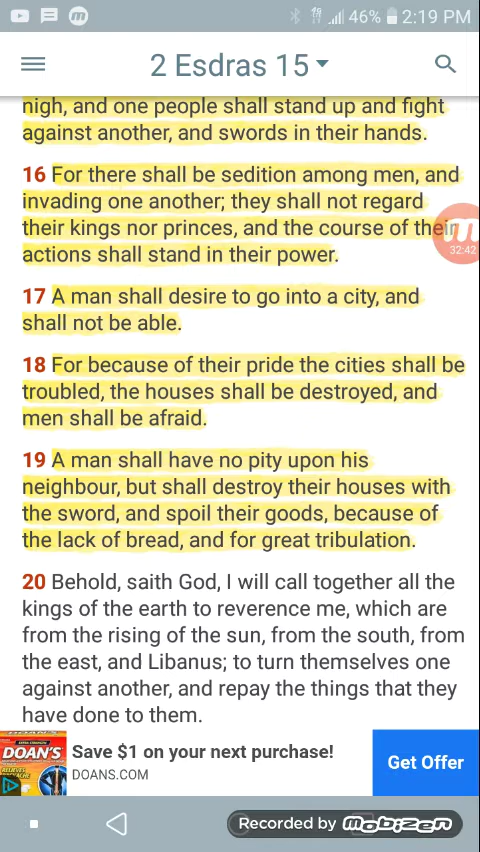 4G
46% 2:19 PM
2 Esdras 15
nigh, and one people shall stand up and fight
against another, and swords in their hands.
16 For there shall be sedition among men, and
invading one another; they shall not regard
their kings nor princes, and the course of their
actions shall stand in their power.
32:42
17 A man shall desire to go into a city, and
shall not be able.
18 For because of their pride the cities shall be
troubled, the houses shall be destroyed, and
men shall be afraid.
19 A man shall have no pity upon his
neighbour, but shall destroy their houses with
the sword, and spoil their goods, because of
the lack of bread, and for great tribulation.
20 Behold, saith God, I will call together all the
kings of the earth to reverence me, which are
from the rising of the sun, from the south, from
the east, and Libanus; to turn themselves one
against another, and repay the things that they
have done to them.
DOAN'S
RELIEVES
BACKACHE
Save $1 on your next purchase!
DOANS.COM
Get Offer
Recorded by mobizen